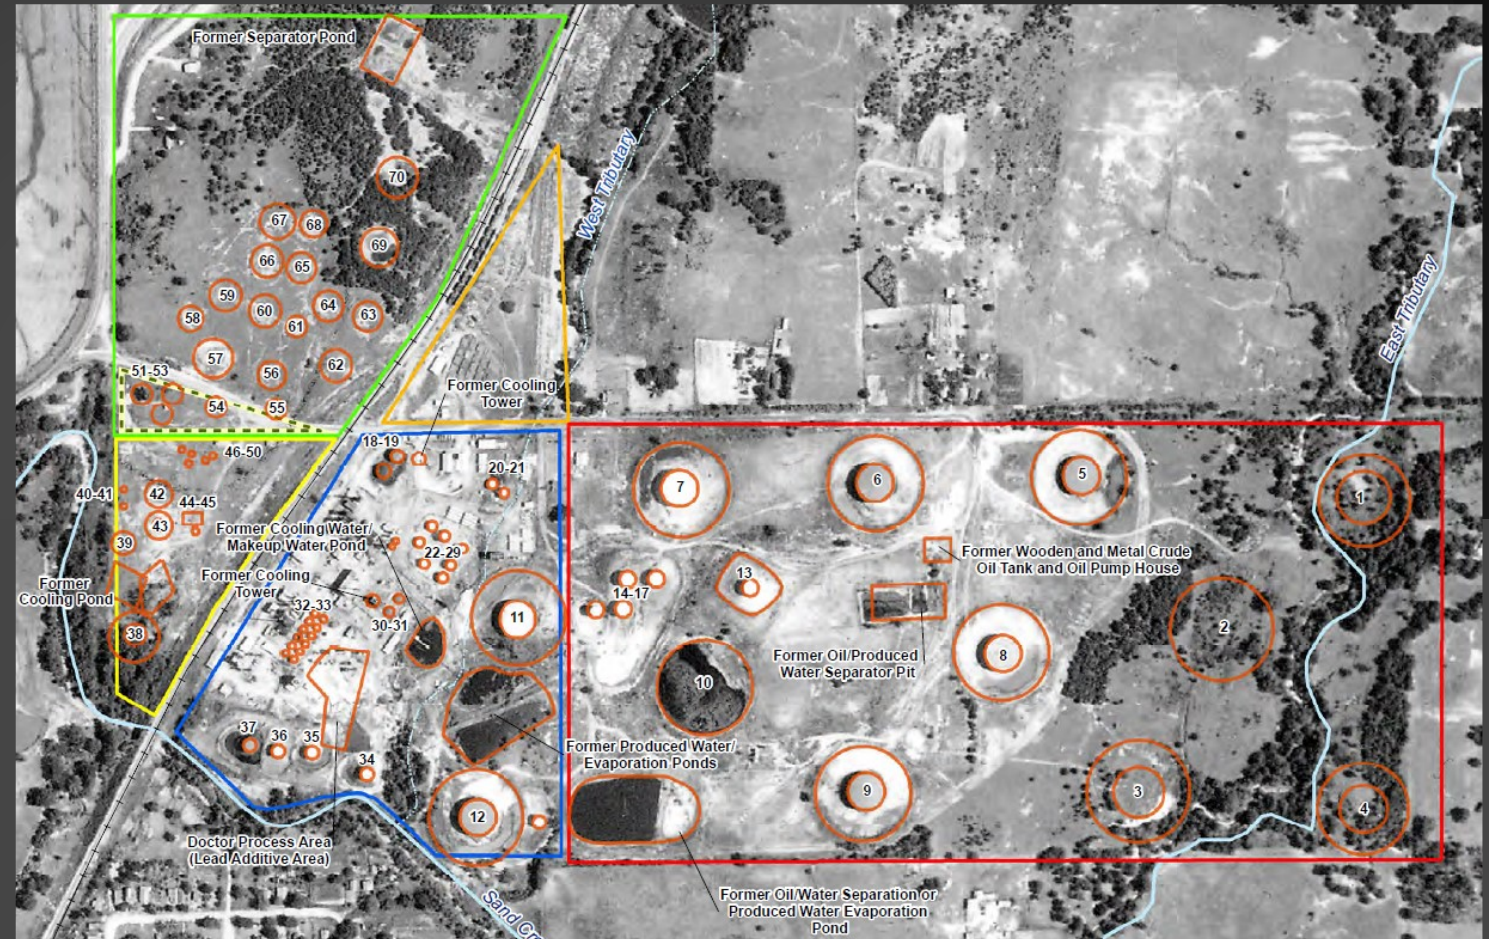 Former Separator Pond
70
67
68
69
66
65
59
64
60
63
58
61
57
62
56
51-53
54
55
West Tributary
East Tributary
Former Cooling
Tower
18-19
46-50
20-21
40-41
42
44-45
43
39
Former Cooling Water/
Makeup Water Pond
22-29
Former Cooling
Tower
Former
Cooling Pond
32-33
30-31
38
11
37
36
35
34
12
Doctor Process Area
(Lead Additive Area)
7
6
5
1
13
14-17
Former Wooden and Metal Crude
Oil Tank and Oil Pump House
2
8
Former Oil/Produced
Water Separator Pit
10
Former Produced Water/
Evaporation Ponds
9
3
4
Former Oil/Water Separation or
Produced Water Evaporation
Pond
Sand